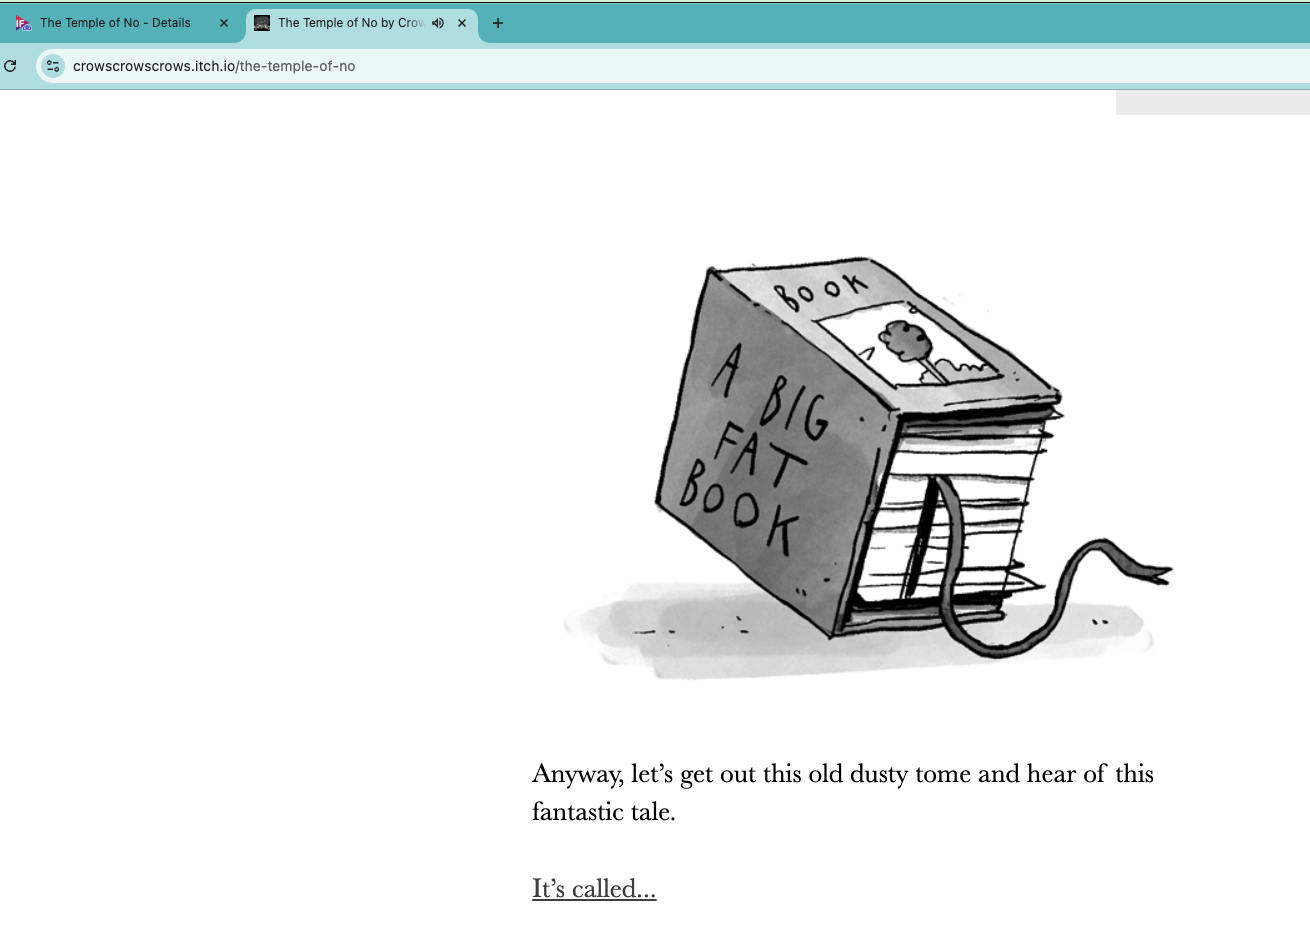 The Temple of No - Details
The Temple of No by Crow
crowscrowscrows.itch.io/the-temple-of-no
BOOK
A BIG
FAT
BOOK
Anyway, let’s get out this old dusty tome and hear of this
fantastic tale.
It’s called...